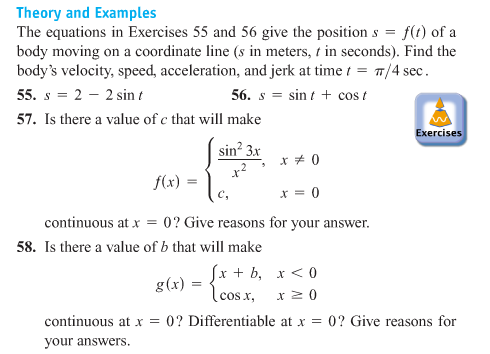 Theory and Examples
The equations in Exercises 55 and 56 give the position s = f(t) of a
body moving on a coordinate line (s in meters, t in seconds). Find the
body's velocity, speed, acceleration, and jerk at time t = π/4 sec.
55. s = 2 − 2 sin t 56. s = sin t + cos t
57. Is there a value of c that will make
Exercises
f(x) = { sin² 3x / x², x ≠ 0
c, x = 0
continuous at x = 0? Give reasons for your answer.
58. Is there a value of b that will make
g(x) = { x + b, x < 0
cos x, x ≥ 0
continuous at x = 0? Differentiable at x = 0? Give reasons for
your answers.